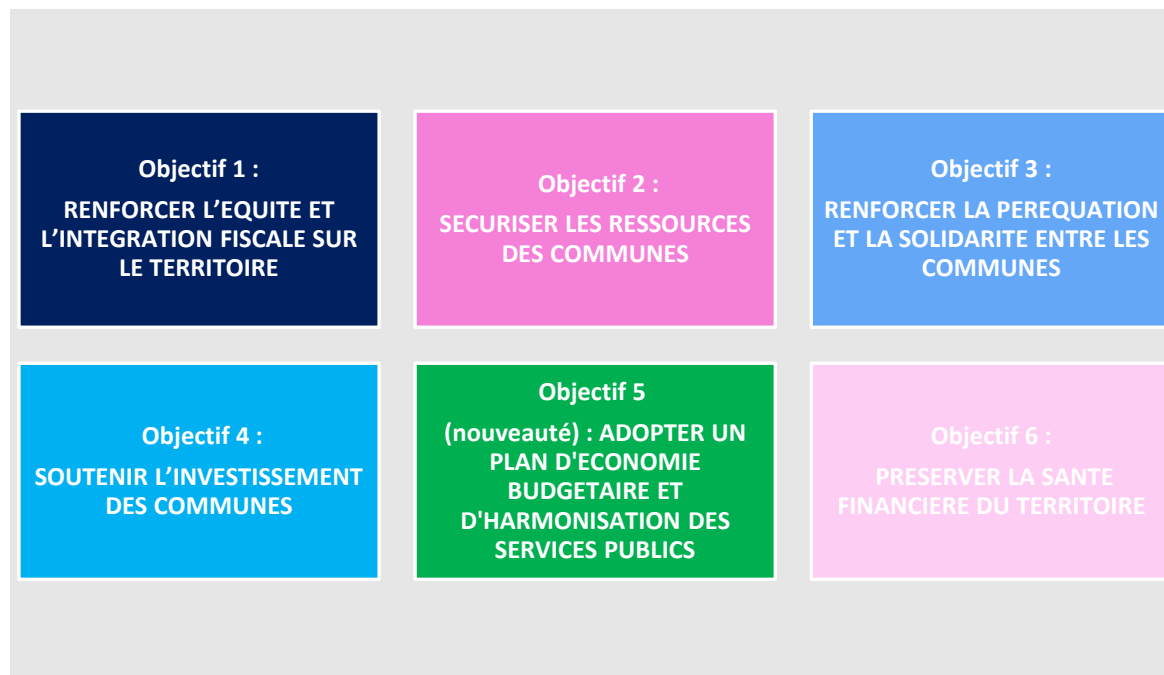 Objectif 1 :
RENFORCER L’EQUITE ET
L’INTEGRATION FISCALE SUR
LE TERRITOIRE
Objectif 2 :
SECURISER LES RESSOURCES
DES COMMUNES
Objectif 3 :
RENFORCER LA PEREQUATION
ET LA SOLIDARITE ENTRE LES
COMMUNES
Objectif 4 :
SOUTENIR L’INVESTISSEMENT
DES COMMUNES
Objectif 5
(nouveauté) : ADOPTER UN
PLAN D'ECONOMIE
BUDGETAIRE ET
D'HARMONISATION DES
SERVICES PUBLICS
Objectif 6 :
PRESERVER LA SANTE
FINANCIERE DU TERRITOIRE